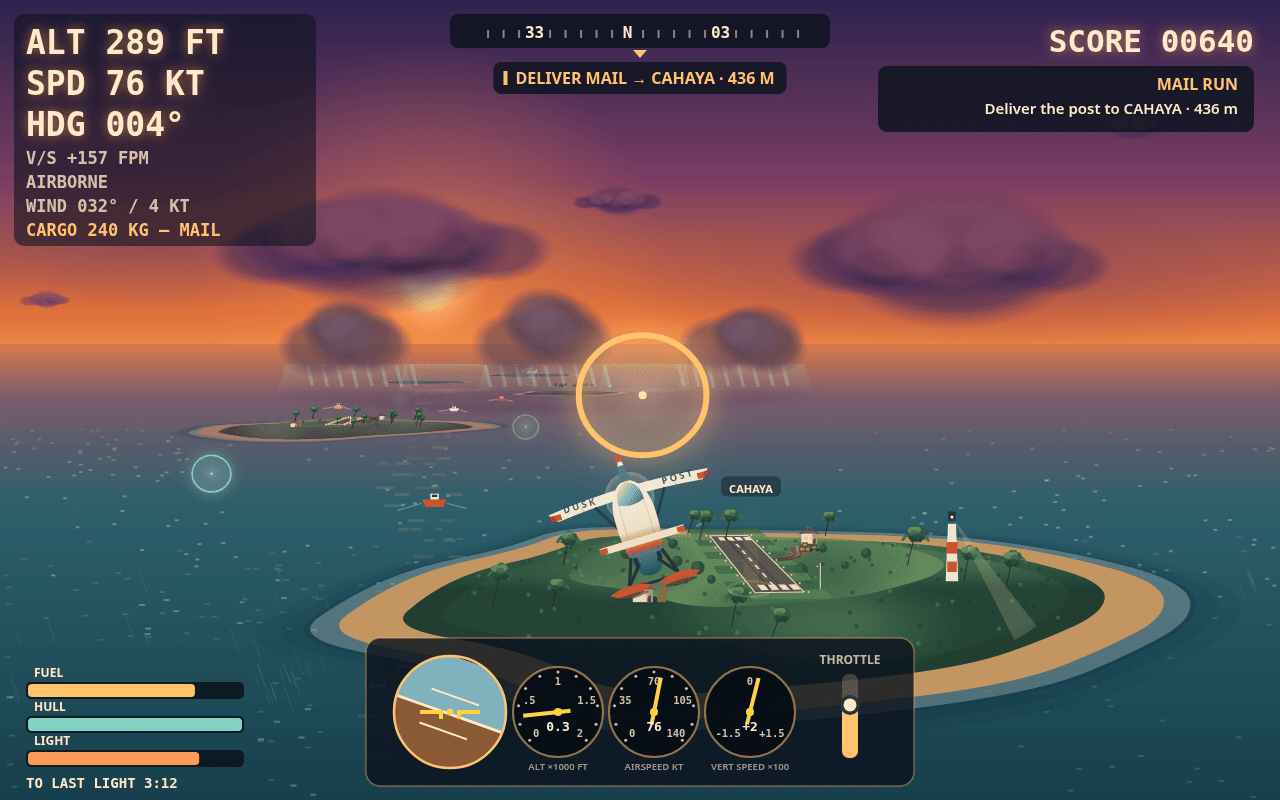 ALT 289 FT
SPD 76 KT
HDG 004°
V/S +157 FPM
AIRBORNE
WIND 032° / 4 KT
CARGO 240 KG — MAIL
33 N 03
DELIVER MAIL → CAHAYA · 436 M
SCORE 00640
MAIL RUN
Deliver the post to CAHAYA · 436 m
DUSK POST
CAHAYA
FUEL
HULL
LIGHT
TO LAST LIGHT 3:12
0 .5 1 1.5 2
0.3
ALT ×1000 FT
0 35 70 105 140
76
AIRSPEED KT
-1.5 0 +1.5
+2
VERT SPEED ×100
THROTTLE